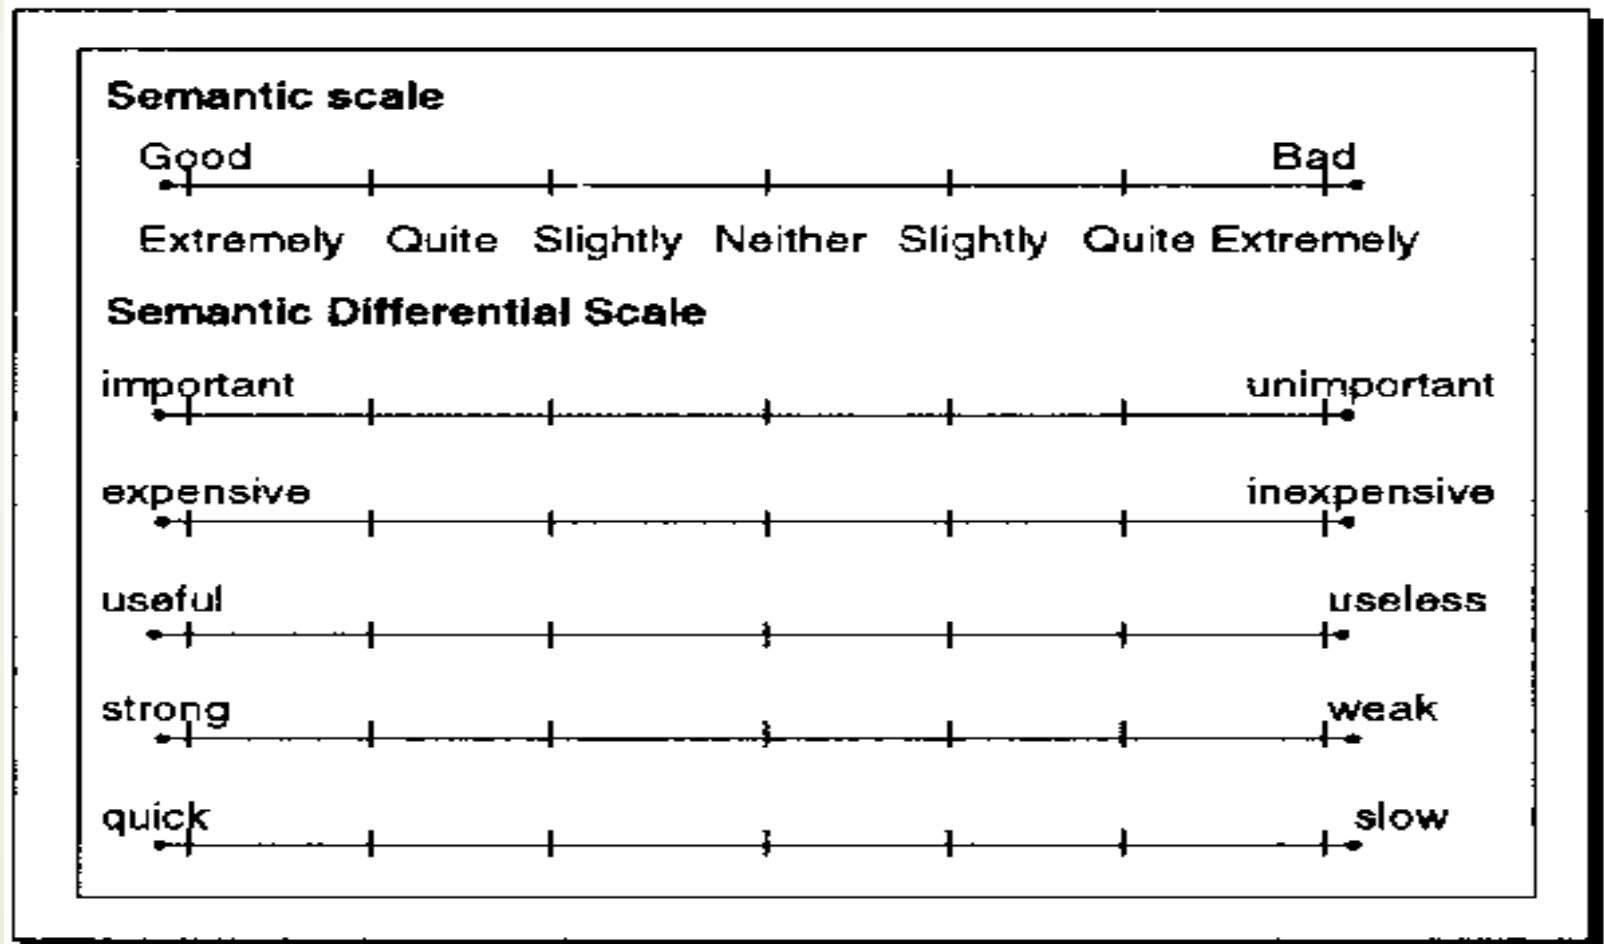 Semantic scale
Good Bad
Extremely Quite Slightly Neither Slightly Quite Extremely
Semantic Differential Scale
important unimportant
expensive inexpensive
useful useless
strong weak
quick slow